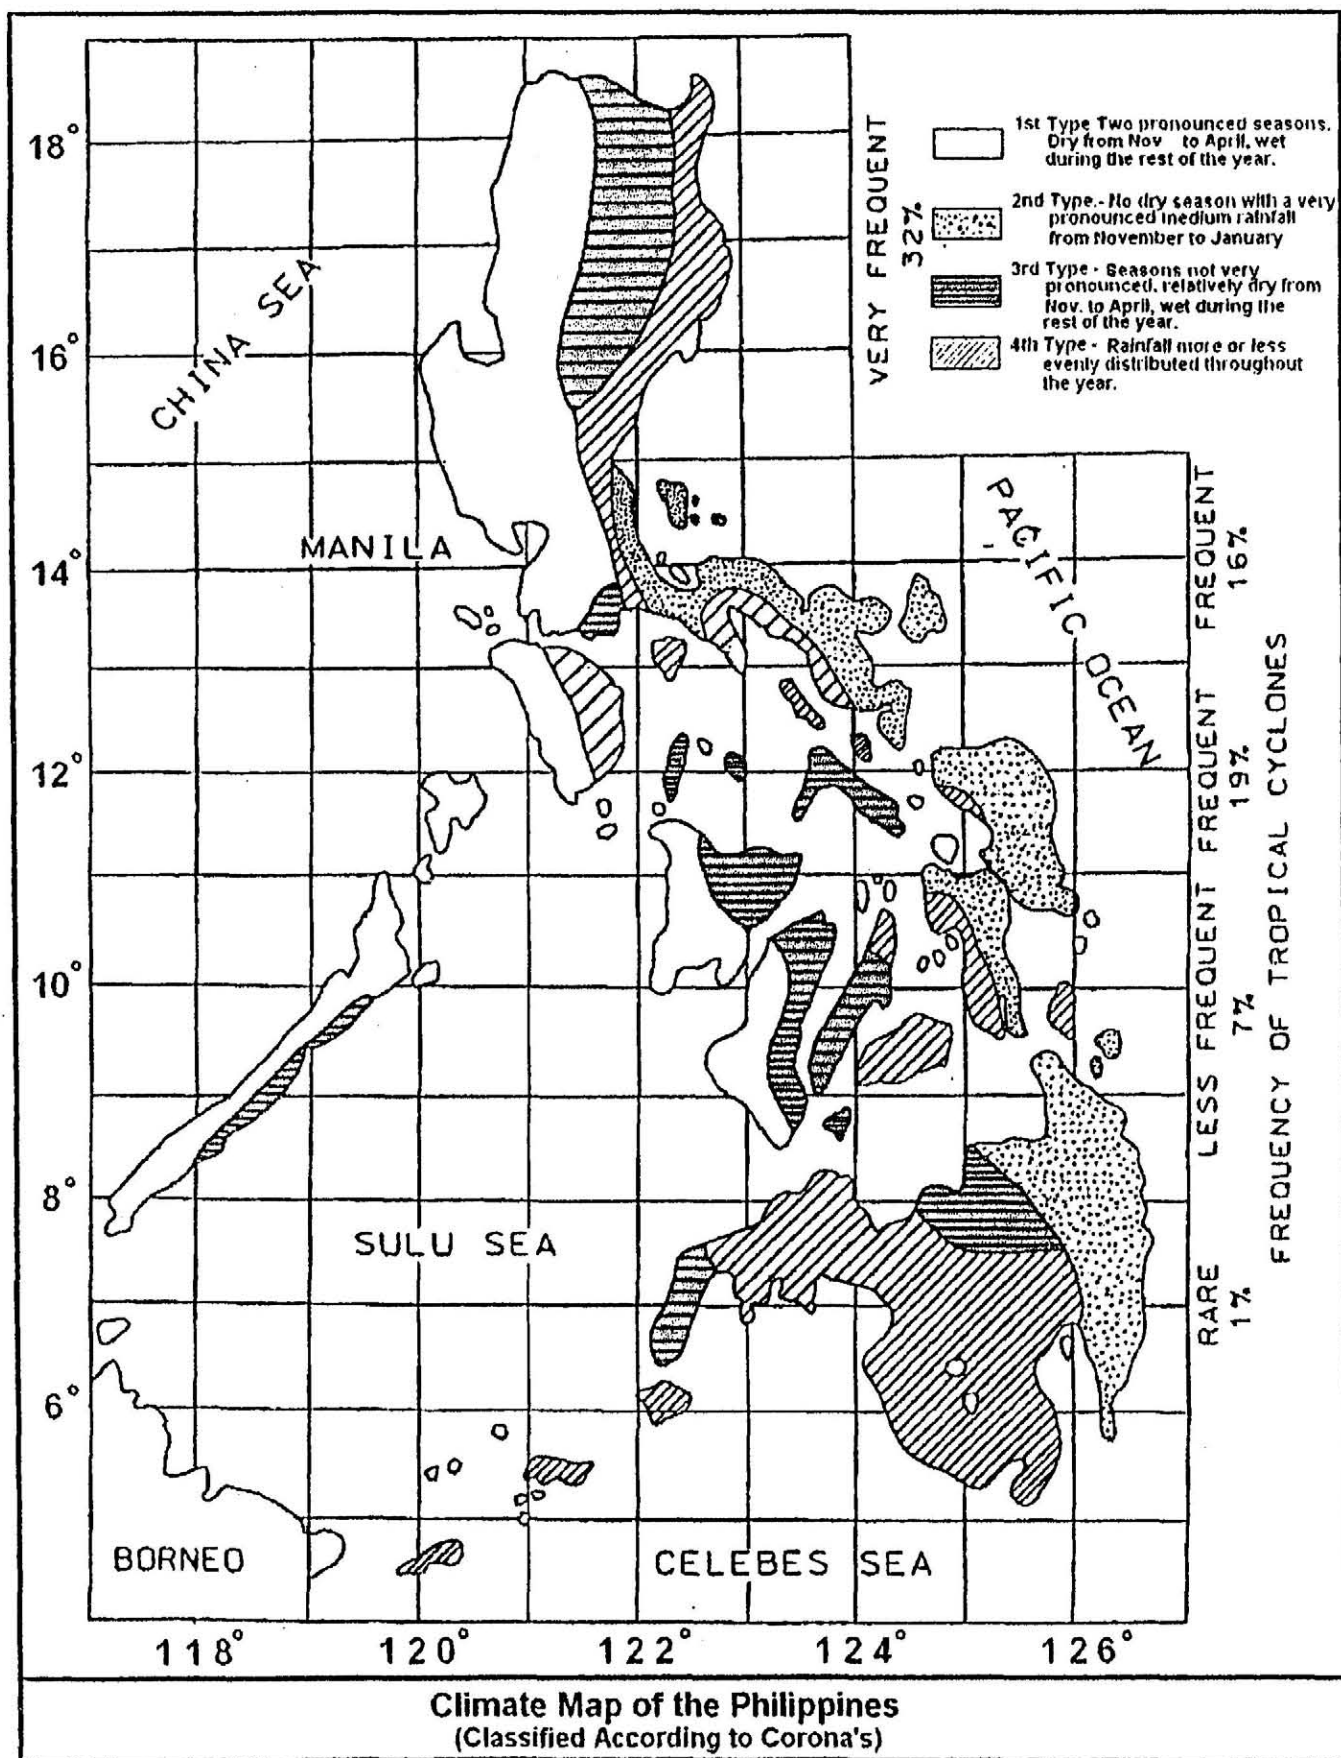 1st Type Two pronounced seasons.
Dry from Nov to April, wet
during the rest of the year.
2nd Type.- No dry season with a very
pronounced inedium rainfall
from November to January
3rd Type - Seasons not very
pronounced, relatively dry from
Nov. to April, wet during the
rest of the year.
4th Type - Rainfall more or less
evenly distributed throughout
the year.
VERY FREQUENT
32%
FREQUENT
16%
FREQUENT
19%
LESS FREQUENT
7%
RARE
1%
FREQUENCY OF TROPICAL CYCLONES
18°
16°
14°
12°
10°
8°
6°
CHINA SEA
MANILA
PACIFIC OCEAN
SULU SEA
BORNEO
CELEBES SEA
118°
120°
122°
124°
126°
Climate Map of the Philippines
(Classified According to Corona's)